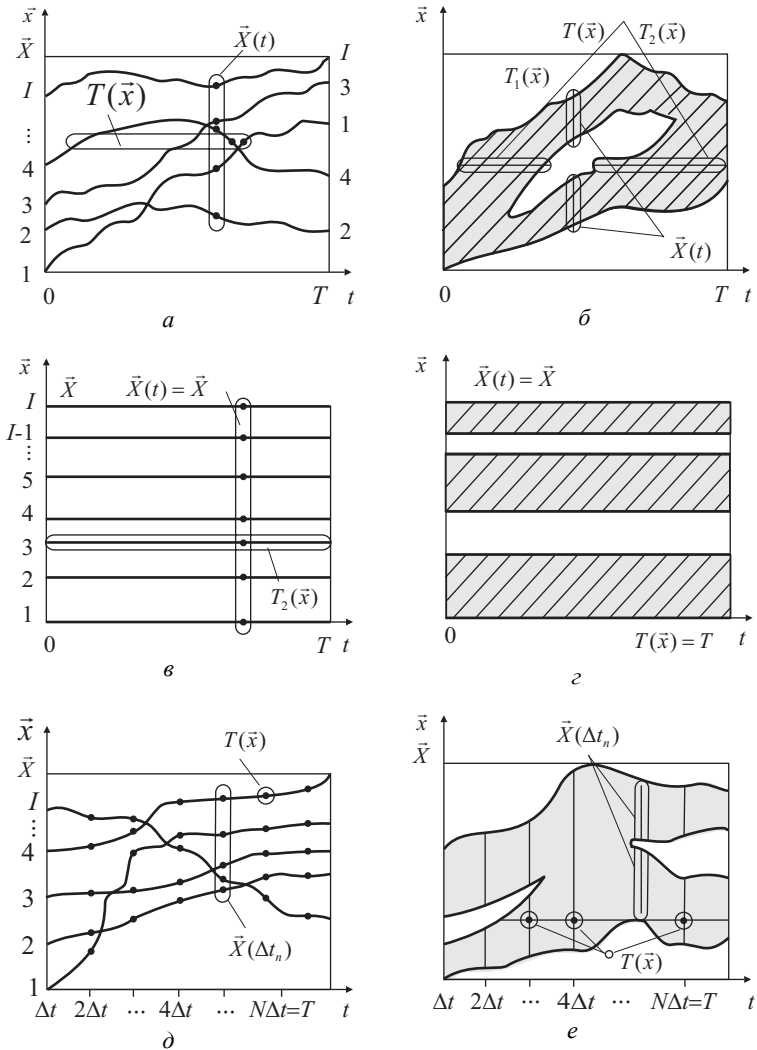 x⃗
X⃗
X⃗(t)
I
I
3
T(x⃗)
...
1
4
4
3
2
2
1
0
T
t
а
x⃗
T(x⃗)
T₂(x⃗)
T₁(x⃗)
X⃗(t)
0
T
t
б
x⃗
X⃗
X⃗(t) = X⃗
I
I-1
...
5
4
3
2
T₂(x⃗)
1
0
T
t
в
x⃗
X⃗(t) = X⃗
0
T(x⃗) = T
t
г
x⃗
T(x⃗)
X⃗
I
...
4
3
2
X⃗(Δtₙ)
1
Δt 2Δt ... 4Δt ... NΔt=T t
д
x⃗
X⃗
X⃗(Δtₙ)
T(x⃗)
Δt 2Δt ... 4Δt ... NΔt=T t
е